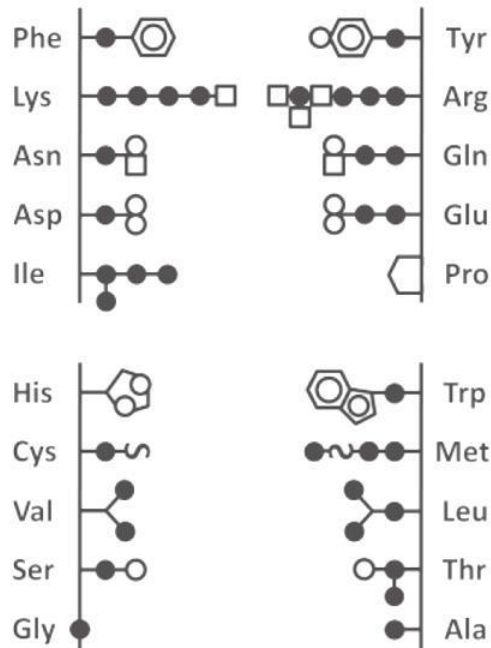 Phe Tyr
Lys Arg
Asn Gln
Asp Glu
Ile Pro
His Trp
Cys Met
Val Leu
Ser Thr
Gly Ala